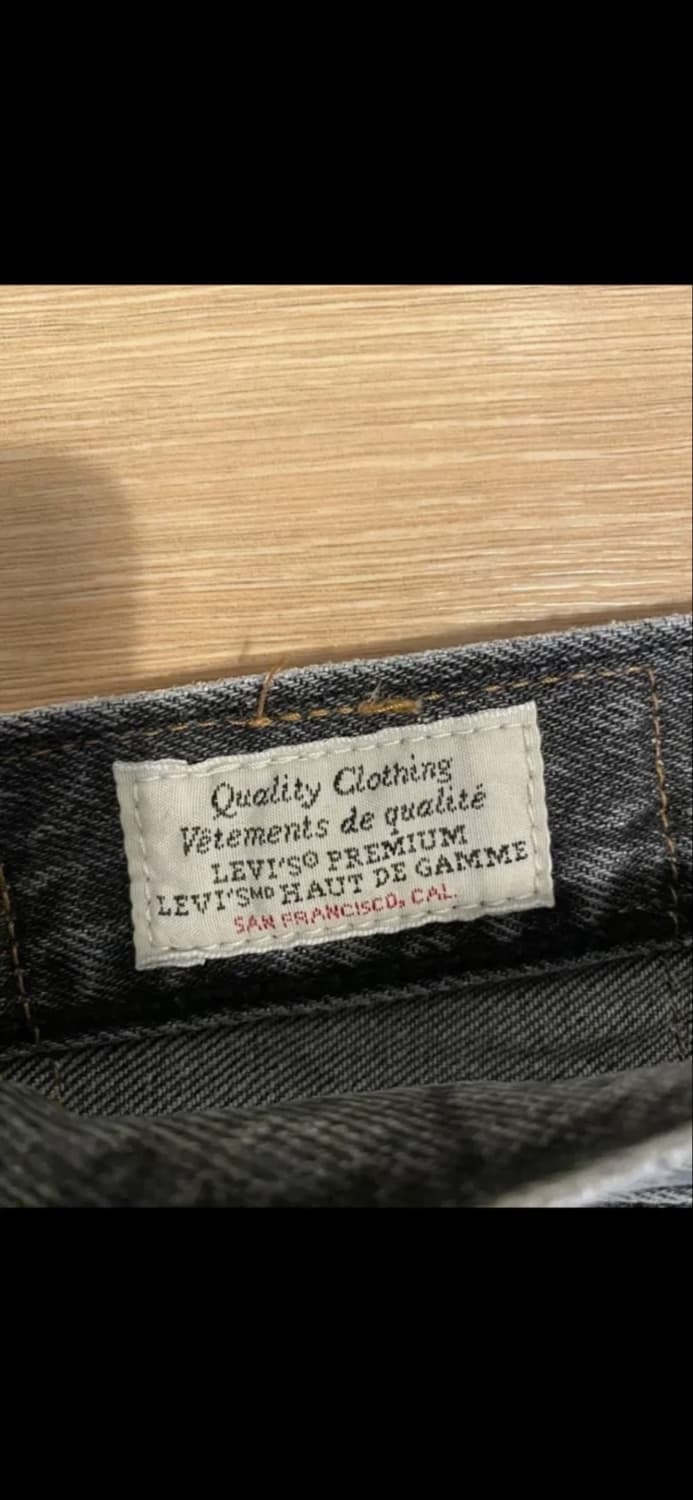 Quality Clothing
Vêtements de qualité
LEVI'S® PREMIUM
LEVI'Sᴹᴰ HAUT DE GAMME
SAN FRANCISCO, CAL.